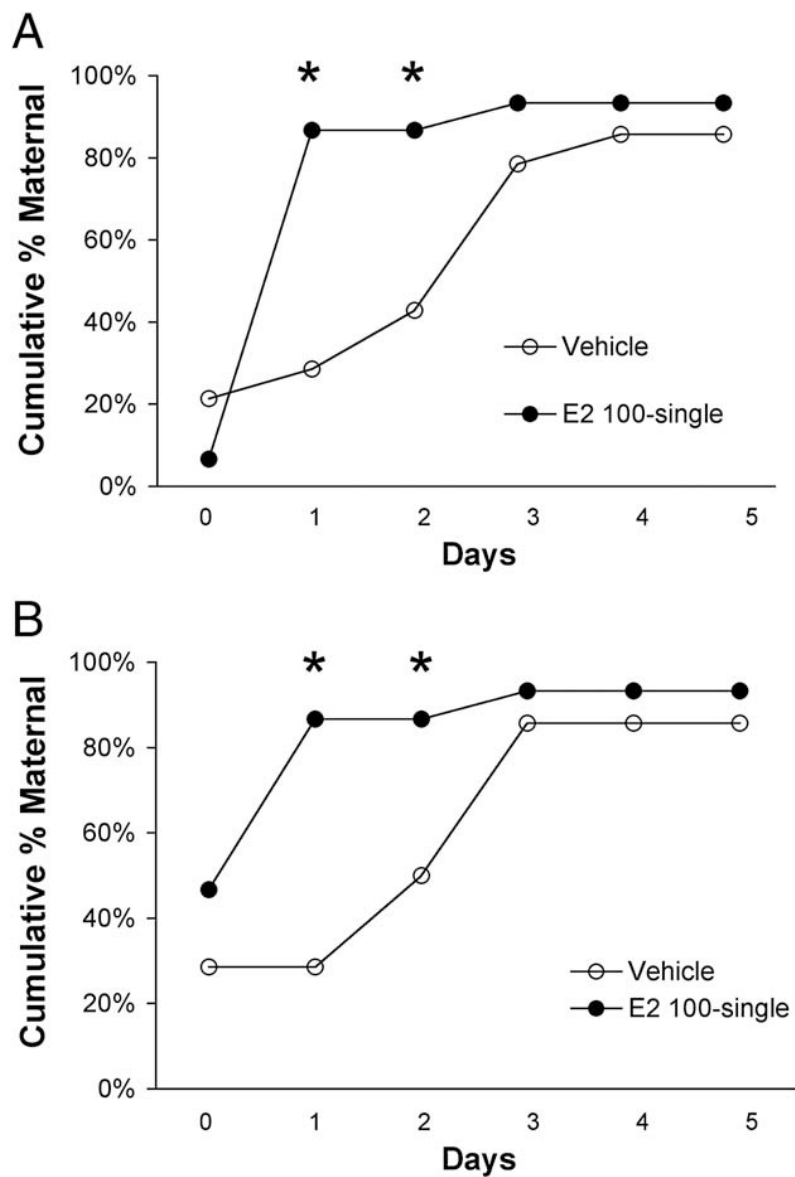 A
Cumulative % Maternal
100%
80%
60%
40%
20%
0%
* *
Vehicle
E2 100-single
0 1 2 3 4 5
Days
B
Cumulative % Maternal
100%
80%
60%
40%
20%
0%
* *
Vehicle
E2 100-single
0 1 2 3 4 5
Days